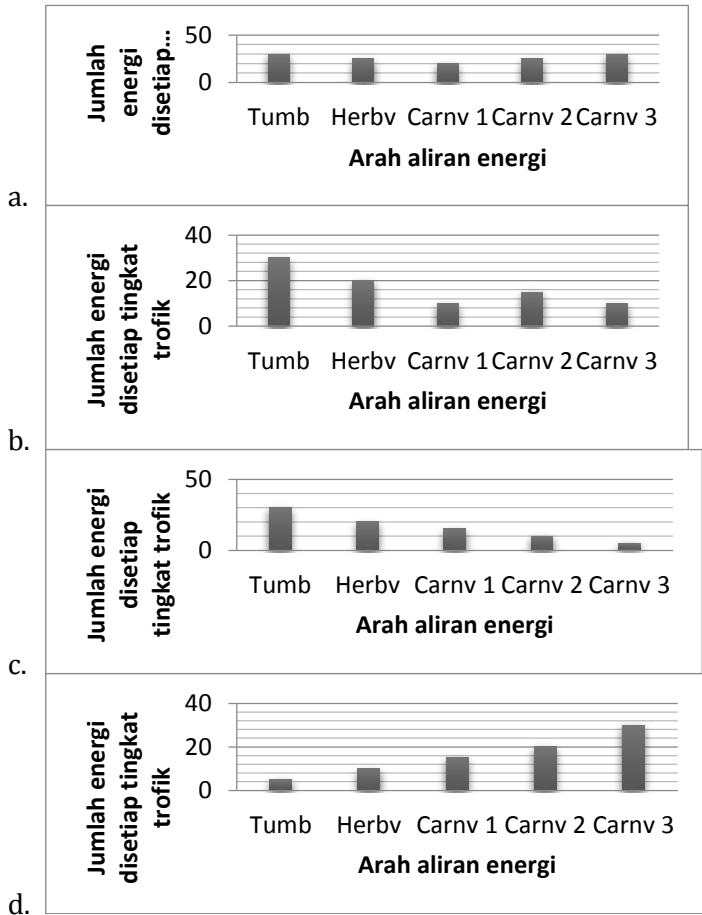 Jumlah
energi
disetiap...
50
0
Tumb Herbv Carnv 1 Carnv 2 Carnv 3
Arah aliran energi
a.
Jumlah energi
disetiap tingkat
trofik
40
20
0
Tumb Herbv Carnv 1 Carnv 2 Carnv 3
Arah aliran energi
b.
Jumlah energi
disetiap
tingkat trofik
50
0
Tumb Herbv Carnv 1 Carnv 2 Carnv 3
Arah aliran energi
c.
Jumlah energi
disetiap tingkat
trofik
40
20
0
Tumb Herbv Carnv 1 Carnv 2 Carnv 3
Arah aliran energi
d.